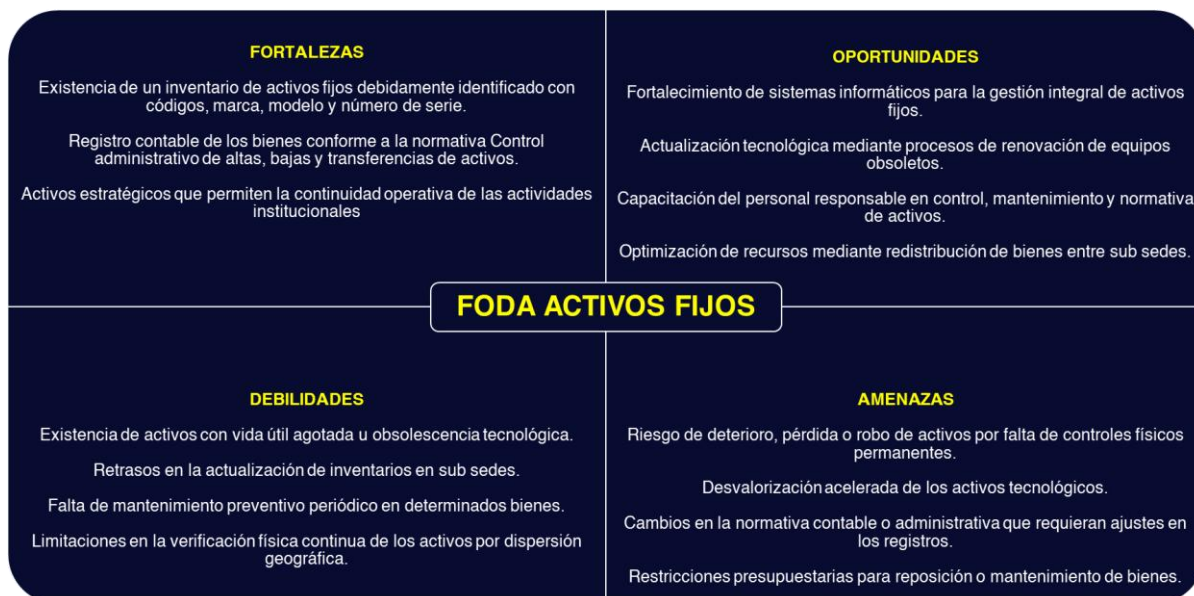 FORTALEZAS
Existencia de un inventario de activos fijos debidamente identificado con
códigos, marca, modelo y número de serie.
Registro contable de los bienes conforme a la normativa Control
administrativo de altas, bajas y transferencias de activos.
Activos estratégicos que permiten la continuidad operativa de las actividades
institucionales
OPORTUNIDADES
Fortalecimiento de sistemas informáticos para la gestión integral de activos
fijos.
Actualización tecnológica mediante procesos de renovación de equipos
obsoletos.
Capacitación del personal responsable en control, mantenimiento y normativa
de activos.
Optimización de recursos mediante redistribución de bienes entre sub sedes.
FODA ACTIVOS FIJOS
DEBILIDADES
Existencia de activos con vida útil agotada u obsolescencia tecnológica.
Retrasos en la actualización de inventarios en sub sedes.
Falta de mantenimiento preventivo periódico en determinados bienes.
Limitaciones en la verificación física continua de los activos por dispersión
geográfica.
AMENAZAS
Riesgo de deterioro, pérdida o robo de activos por falta de controles físicos
permanentes.
Desvalorización acelerada de los activos tecnológicos.
Cambios en la normativa contable o administrativa que requieran ajustes en
los registros.
Restricciones presupuestarias para reposición o mantenimiento de bienes.